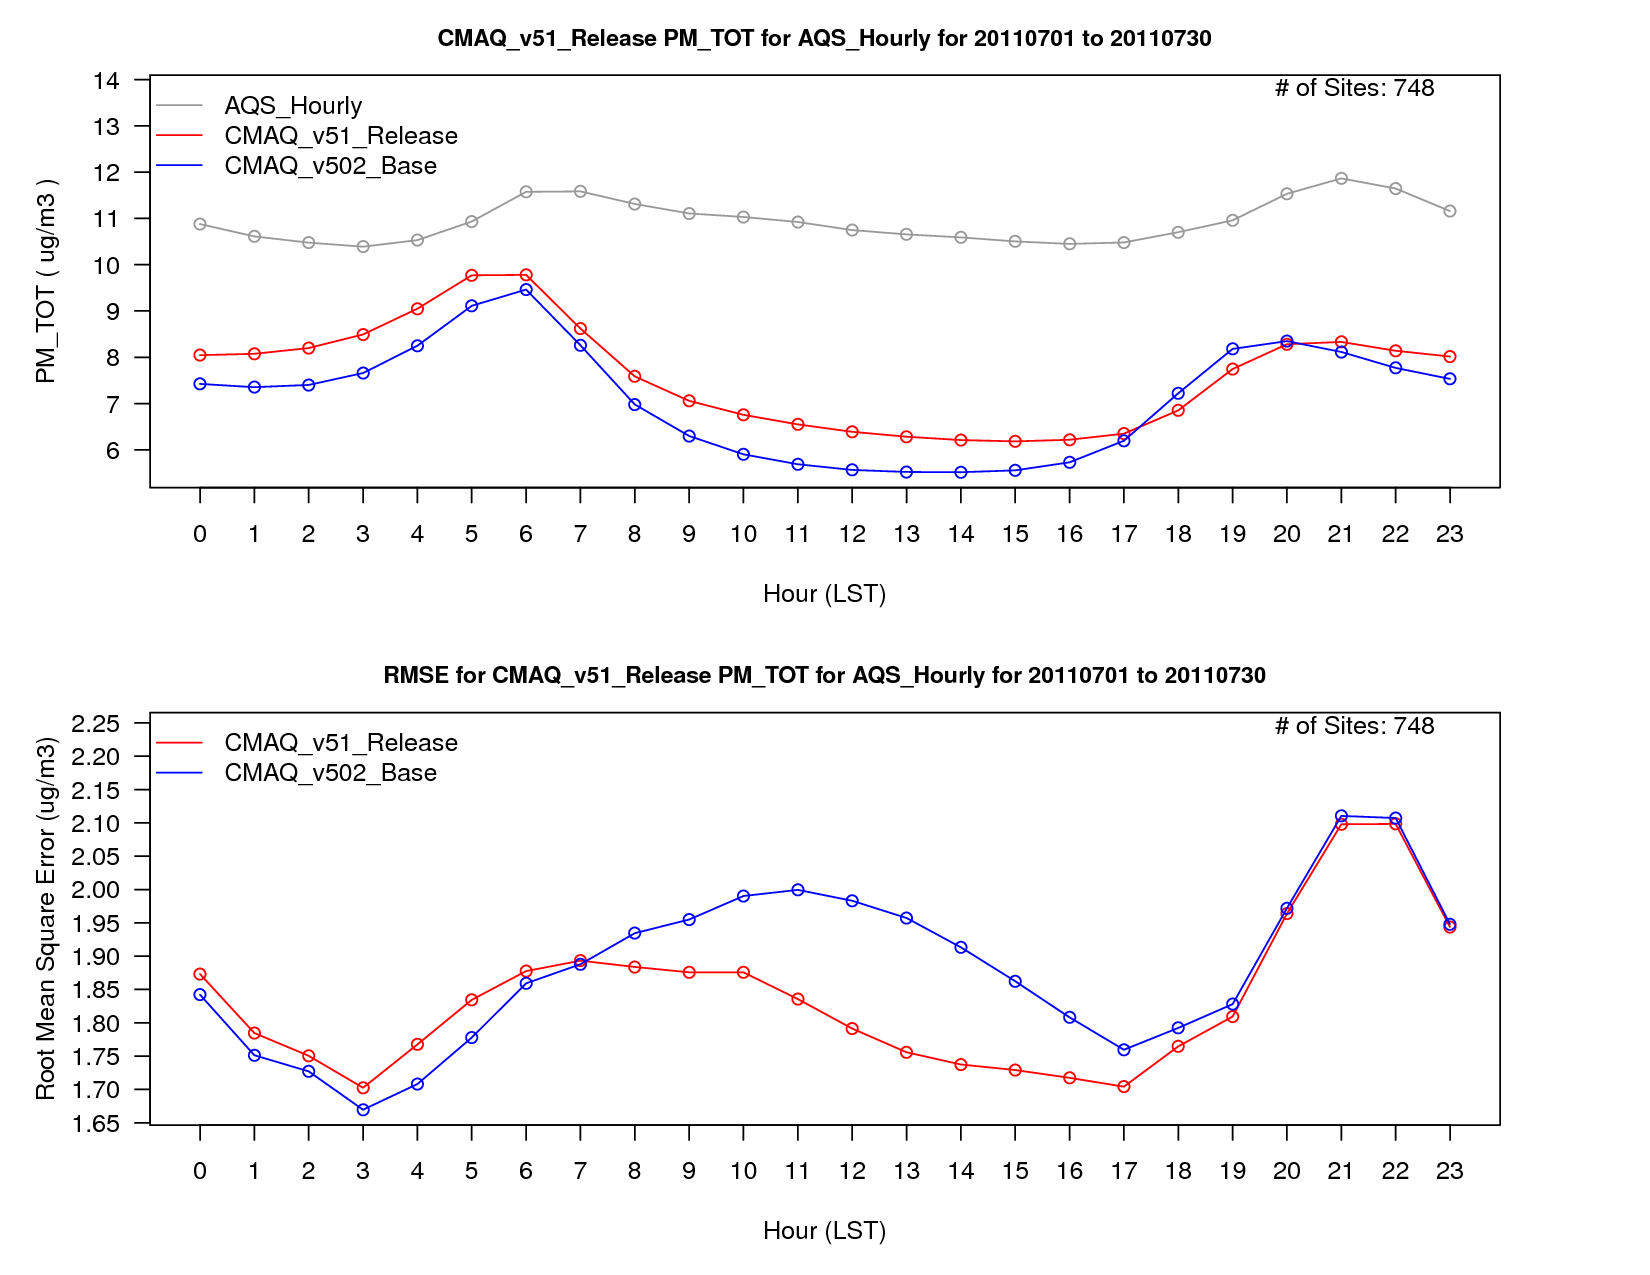 CMAQ_v51_Release PM_TOT for AQS_Hourly for 20110701 to 20110730
# of Sites: 748
AQS_Hourly
CMAQ_v51_Release
CMAQ_v502_Base
PM_TOT ( ug/m3 )
14
13
12
11
10
9
8
7
6
0 1 2 3 4 5 6 7 8 9 10 11 12 13 14 15 16 17 18 19 20 21 22 23
Hour (LST)
RMSE for CMAQ_v51_Release PM_TOT for AQS_Hourly for 20110701 to 20110730
# of Sites: 748
CMAQ_v51_Release
CMAQ_v502_Base
Root Mean Square Error (ug/m3)
2.25
2.20
2.15
2.10
2.05
2.00
1.95
1.90
1.85
1.80
1.75
1.70
1.65
0 1 2 3 4 5 6 7 8 9 10 11 12 13 14 15 16 17 18 19 20 21 22 23
Hour (LST)